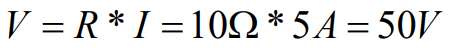 V = R * I = 10Ω * 5A = 50V